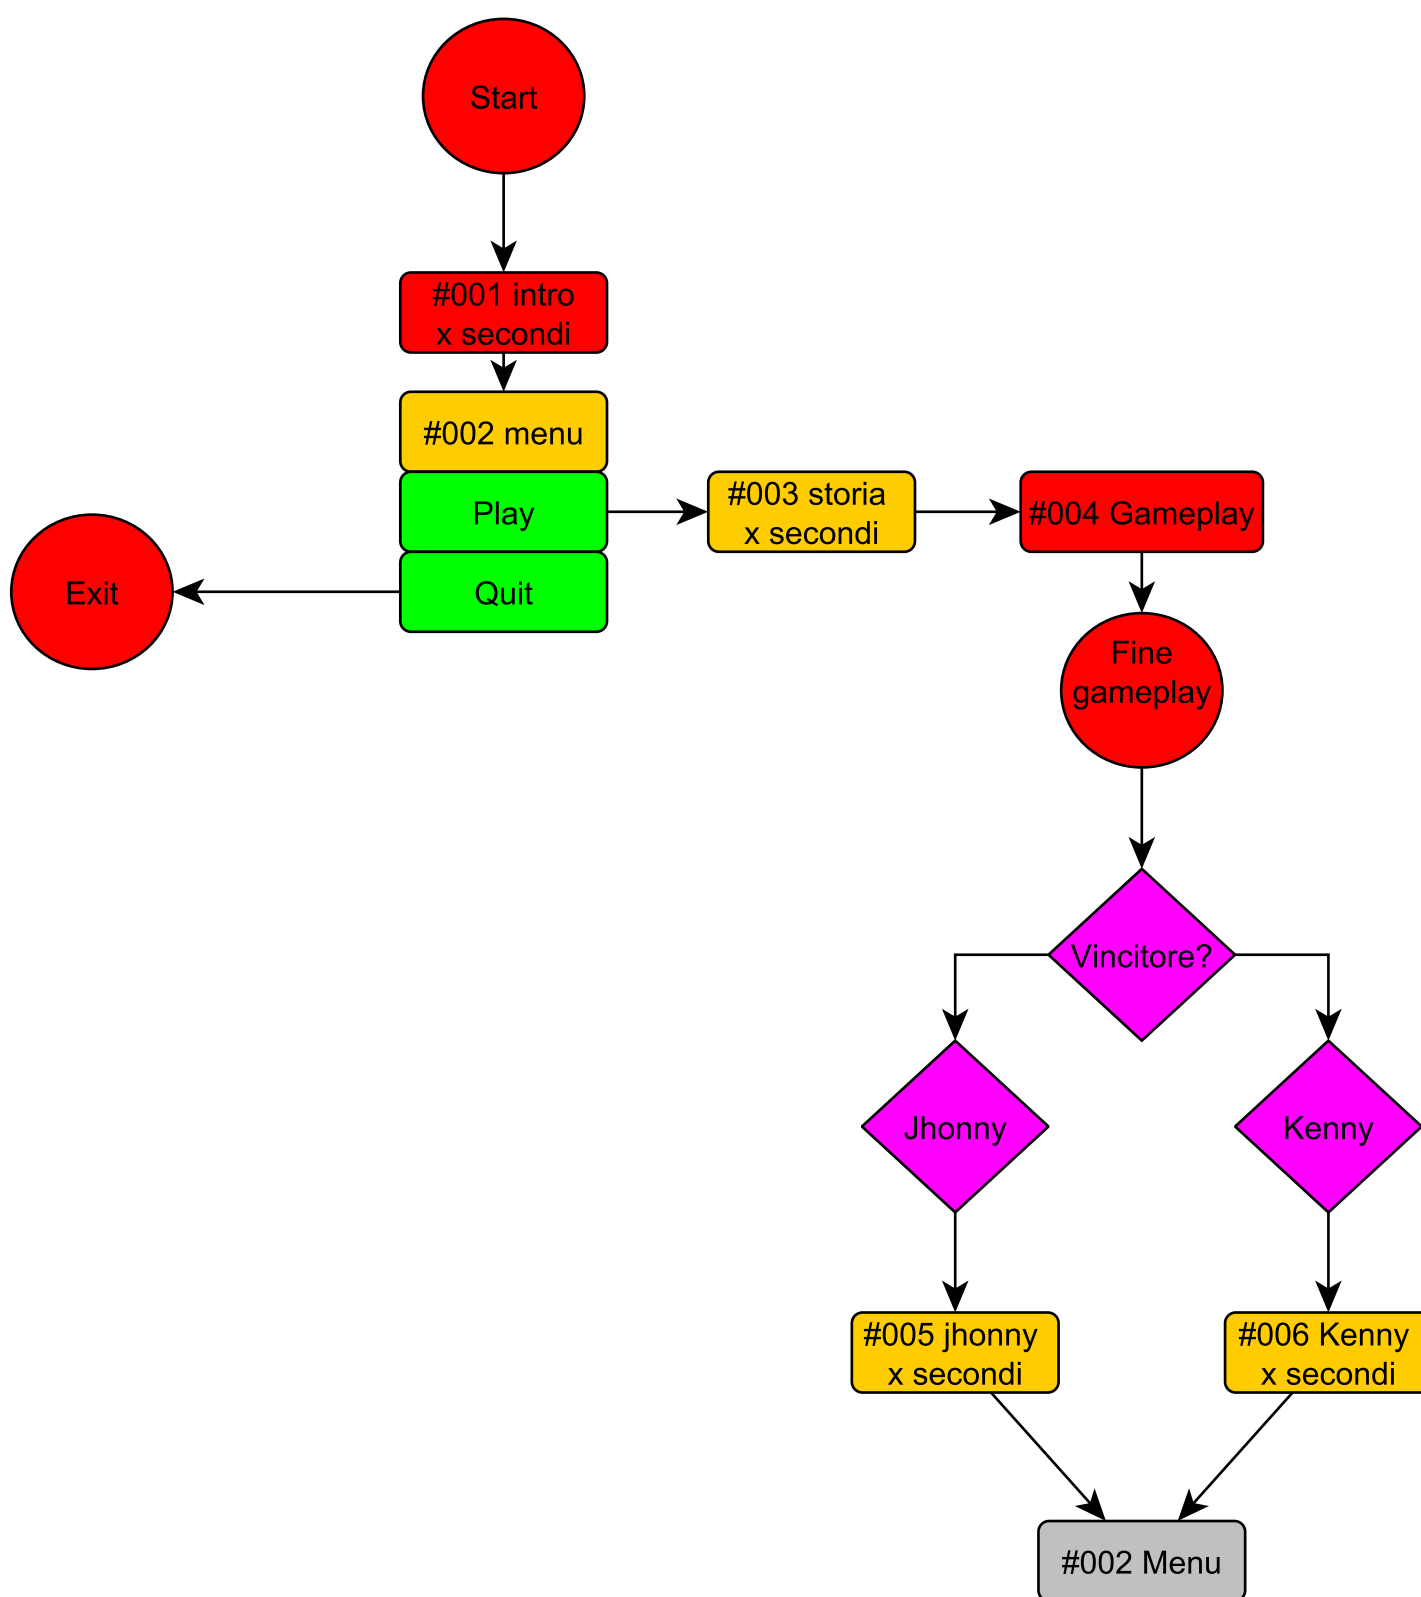 Start
#001 intro
x secondi
#002 menu
Play
Quit
Exit
#003 storia
x secondi
#004 Gameplay
Fine
gameplay
Vincitore?
Jhonny
Kenny
#005 jhonny
x secondi
#006 Kenny
x secondi
#002 Menu